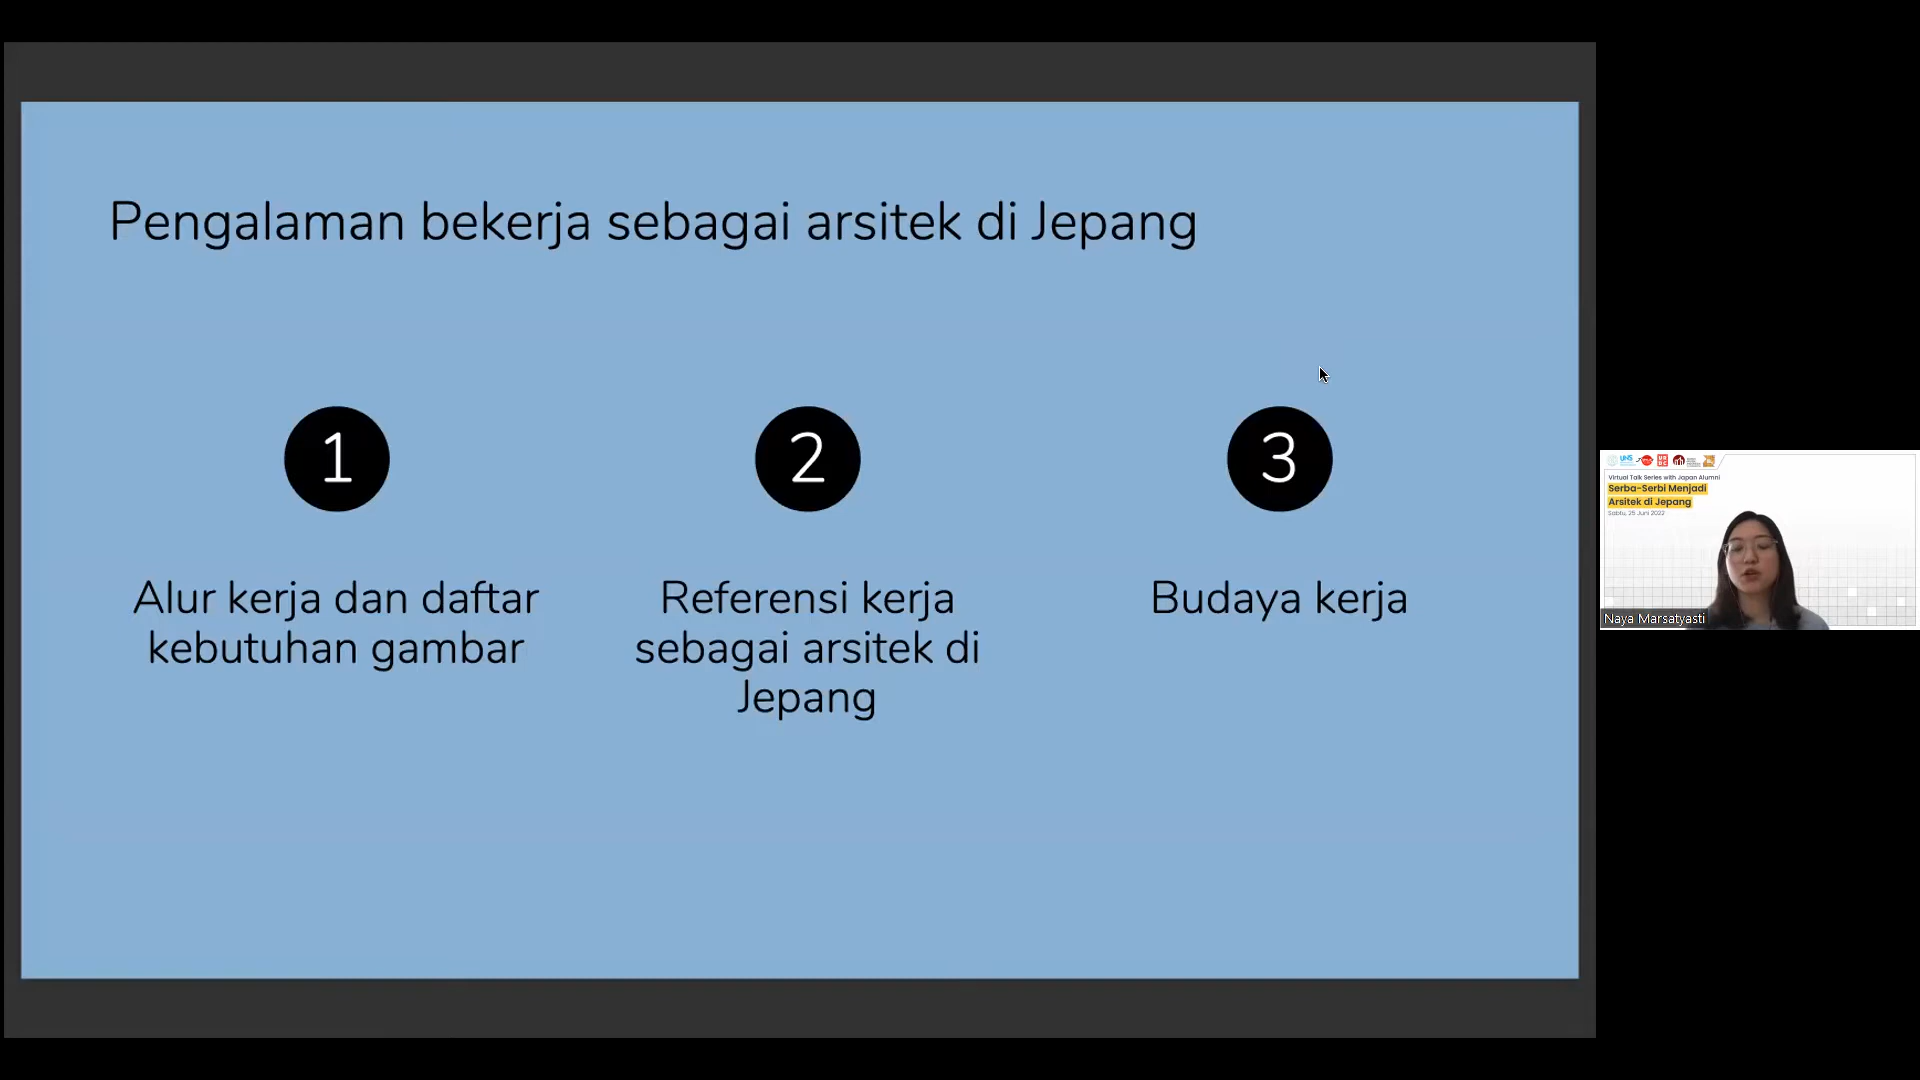 Pengalaman bekerja sebagai arsitek di Jepang
1
Alur kerja dan daftar
kebutuhan gambar
2
Referensi kerja
sebagai arsitek di
Jepang
3
Budaya kerja
UNS
Virtual Talk Series with Japan Alumni
Serba-Serbi Menjadi
Arsitek di Jepang
Sabtu, 25 Juni 2022
Naya Marsatyasti